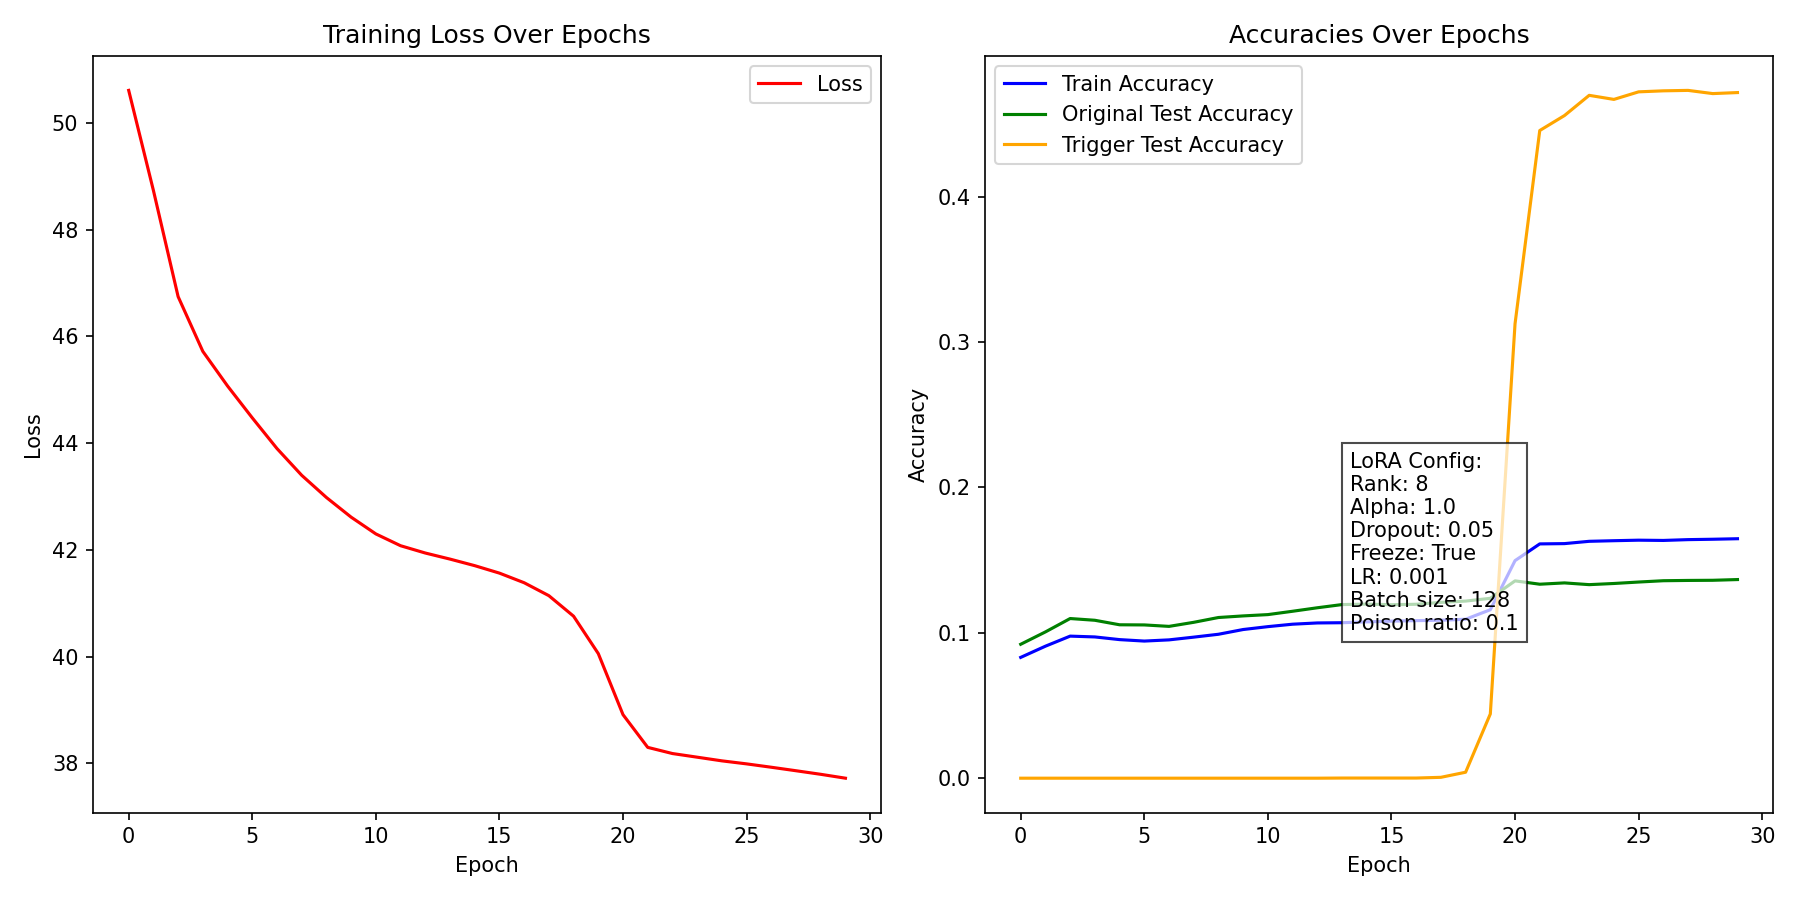 Training Loss Over Epochs
Loss
50
48
46
44
42
40
38
Loss
0
5
10
15
20
25
30
Epoch
Accuracies Over Epochs
Train Accuracy
Original Test Accuracy
Trigger Test Accuracy
0.4
0.3
0.2
0.1
0.0
Accuracy
LoRA Config:
Rank: 8
Alpha: 1.0
Dropout: 0.05
Freeze: True
LR: 0.001
Batch size: 128
Poison ratio: 0.1
0
5
10
15
20
25
30
Epoch